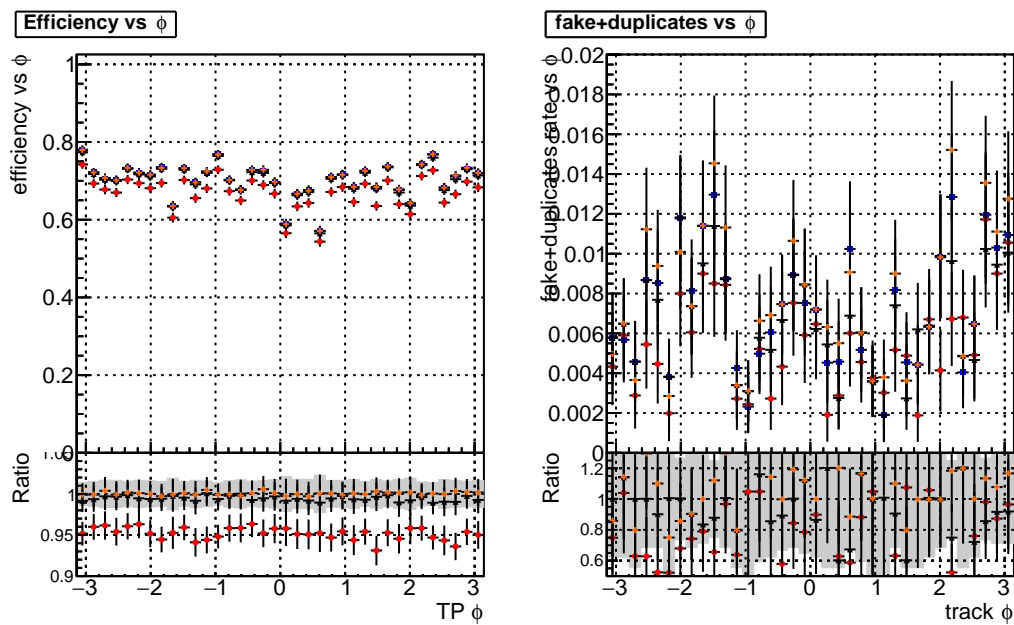 Efficiency vs ϕ
efficiency vs ϕ
1
0.8
0.6
0.4
0.2
0
Ratio
1.05
1
0.95
0.9
−3 −2 −1 0 1 2 3
TP ϕ
fake+duplicates vs ϕ
fake+duplicates rate vs ϕ
0.02
0.018
0.016
0.014
0.012
0.01
0.008
0.006
0.004
0.002
0
Ratio
1.2
1
0.8
0.6
−3 −2 −1 0 1 2 3
track ϕ